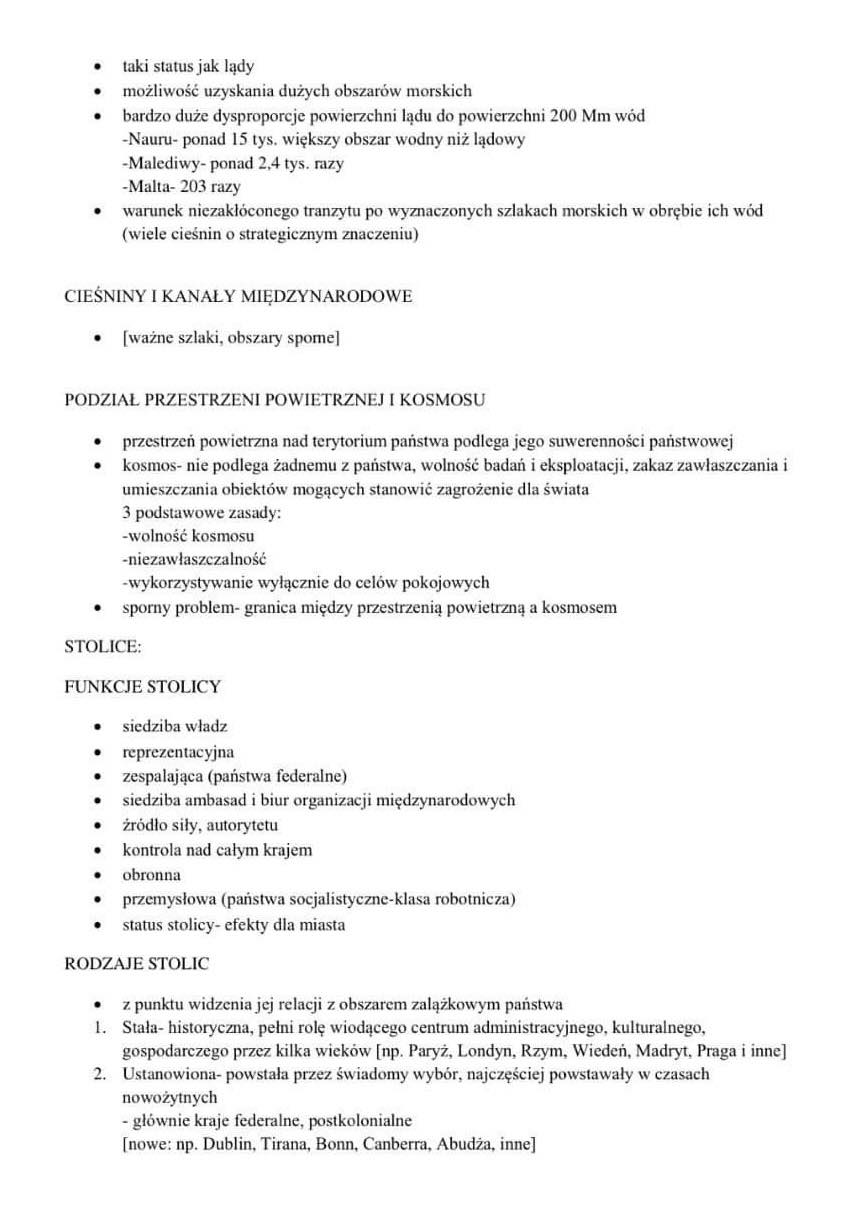 • taki status jak lądy
• możliwość uzyskania dużych obszarów morskich
• bardzo duże dysproporcje powierzchni lądu do powierzchni 200 Mm wód
-Nauru- ponad 15 tys. większy obszar wodny niż lądowy
-Malediwy- ponad 2,4 tys. razy
-Malta- 203 razy
• warunek niezakłóconego tranzytu po wyznaczonych szlakach morskich w obrębie ich wód
(wiele cieśnin o strategicznym znaczeniu)
CIEŚNINY I KANAŁY MIĘDZYNARODOWE
• [ważne szlaki, obszary sporne]
PODZIAŁ PRZESTRZENI POWIETRZNEJ I KOSMOSU
• przestrzeń powietrzna nad terytorium państwa podlega jego suwerenności państwowej
• kosmos- nie podlega żadnemu z państwa, wolność badań i eksploatacji, zakaz zawłaszczania i
umieszczania obiektów mogących stanowić zagrożenie dla świata
3 podstawowe zasady:
-wolność kosmosu
-niezawłaszczalność
-wykorzystywanie wyłącznie do celów pokojowych
• sporny problem- granica między przestrzenią powietrzną a kosmosem
STOLICE:
FUNKCJE STOLICY
• siedziba władz
• reprezentacyjna
• zespalająca (państwa federalne)
• siedziba ambasad i biur organizacji międzynarodowych
• źródło siły, autorytetu
• kontrola nad całym krajem
• obronna
• przemysłowa (państwa socjalistyczne-klasa robotnicza)
• status stolicy- efekty dla miasta
RODZAJE STOLIC
• z punktu widzenia jej relacji z obszarem zalążkowym państwa
1. Stała- historyczna, pełni rolę wiodącego centrum administracyjnego, kulturalnego,
gospodarczego przez kilka wieków [np. Paryż, Londyn, Rzym, Wiedeń, Madryt, Praga i inne]
2. Ustanowiona- powstała przez świadomy wybór, najczęściej powstawały w czasach
nowożytnych
- głównie kraje federalne, postkolonialne
[nowe: np. Dublin, Tirana, Bonn, Canberra, Abudża, inne]